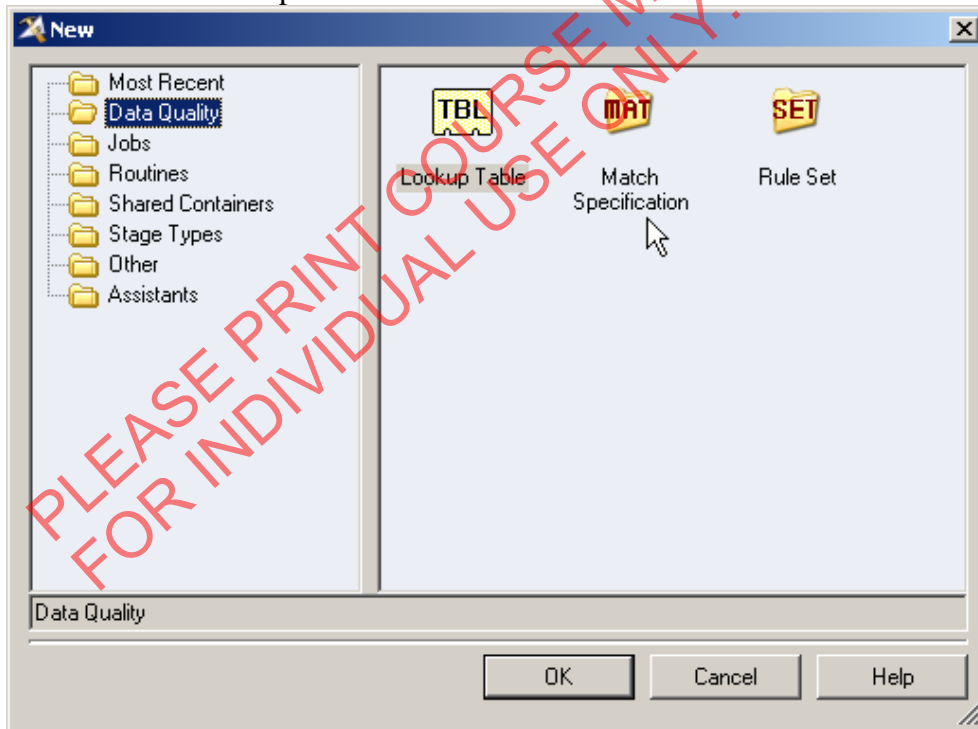 New
Most Recent
Data Quality
Jobs
Routines
Shared Containers
Stage Types
Other
Assistants
TBL
Lookup Table
MAT
Match
Specification
SET
Rule Set
Data Quality
OK
Cancel
Help
PLEASE PRINT COURSE M
FOR INDIVIDUAL USE ONLY.